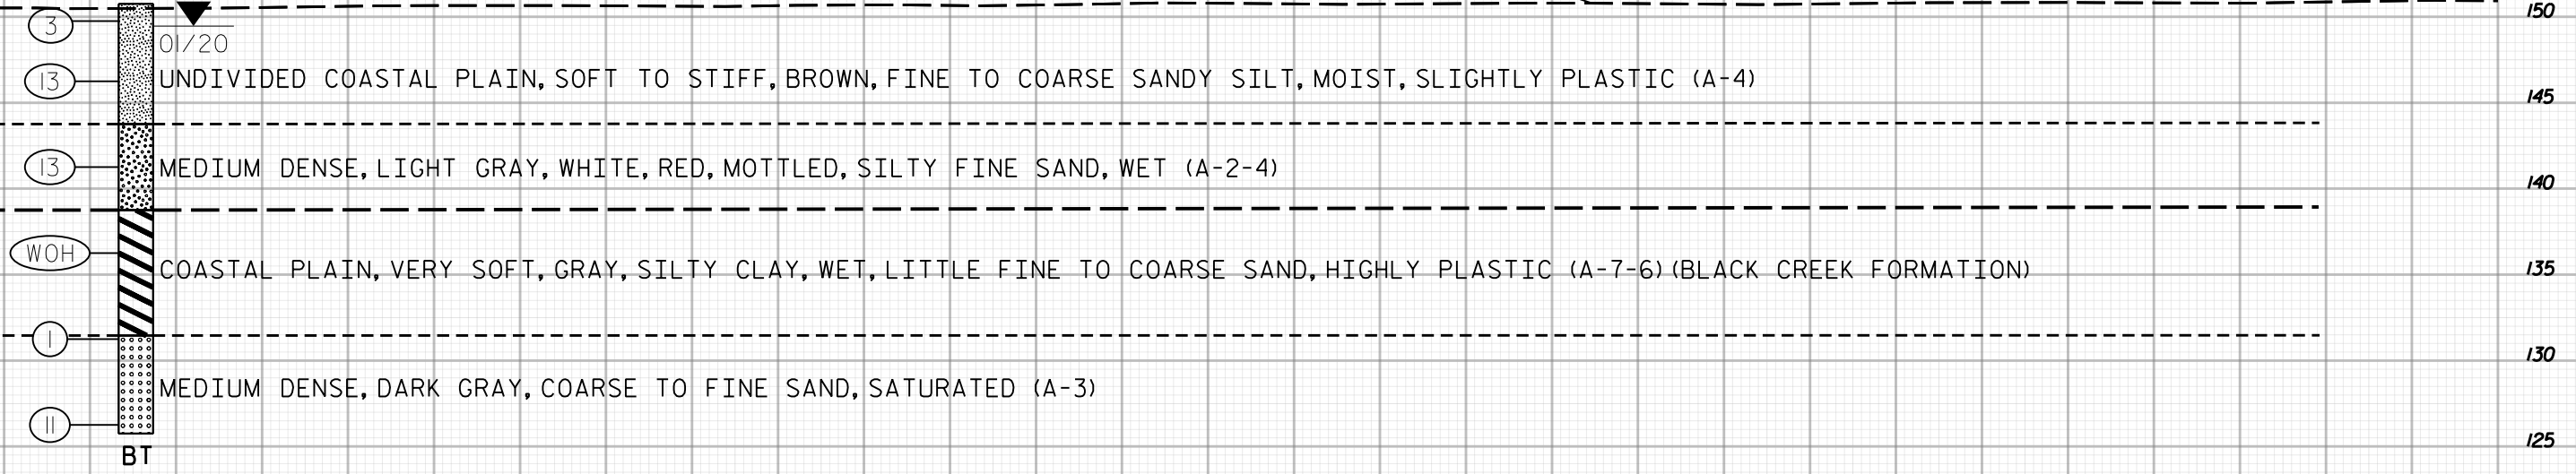 3
150
01/20
13
UNDIVIDED COASTAL PLAIN, SOFT TO STIFF, BROWN, FINE TO COARSE SANDY SILT, MOIST, SLIGHTLY PLASTIC (A-4)
145
13
MEDIUM DENSE, LIGHT GRAY, WHITE, RED, MOTTLED, SILTY FINE SAND, WET (A-2-4)
140
WOH
COASTAL PLAIN, VERY SOFT, GRAY, SILTY CLAY, WET, LITTLE FINE TO COARSE SAND, HIGHLY PLASTIC (A-7-6) (BLACK CREEK FORMATION)
135
1
130
MEDIUM DENSE, DARK GRAY, COARSE TO FINE SAND, SATURATED (A-3)
11
125
BT